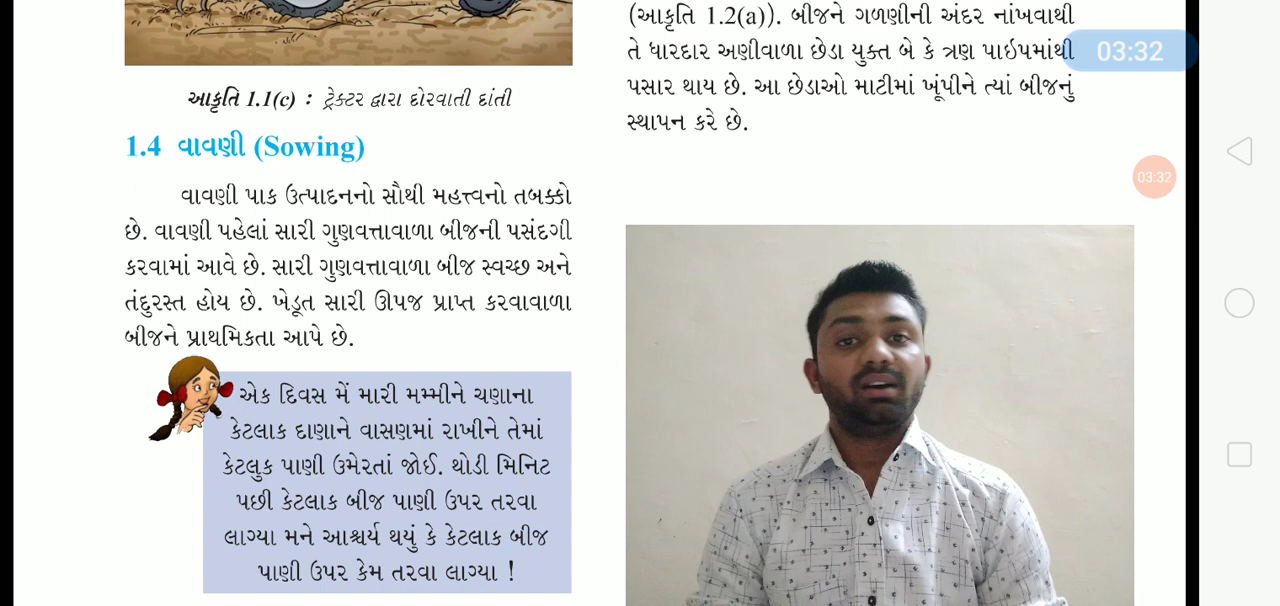 આકૃતિ 1.1(c) : ટ્રેક્ટર દ્વારા દોરવાતી દાંતી
1.4 વાવણી (Sowing)
વાવણી પાક ઉત્પાદનનો સૌથી મહત્ત્વનો તબક્કો
છે. વાવણી પહેલાં સારી ગુણવત્તાવાળા બીજની પસંદગી
કરવામાં આવે છે. સારી ગુણવત્તાવાળા બીજ સ્વચ્છ અને
તંદુરસ્ત હોય છે. ખેડૂત સારી ઊપજ પ્રાપ્ત કરવાવાળા
બીજને પ્રાથમિકતા આપે છે.
એક દિવસ મેં મારી મમ્મીને ચણાના
કેટલાક દાણાને વાસણમાં રાખીને તેમાં
કેટલુક પાણી ઉમેરતાં જોઈ. થોડી મિનિટ
પછી કેટલાક બીજ પાણી ઉપર તરવા
લાગ્યા મને આશ્ચર્ય થયું કે કેટલાક બીજ
પાણી ઉપર કેમ તરવા લાગ્યા !
(આકૃતિ 1.2(a)). બીજને ગળણીની અંદર નાંખવાથી
તે ધારદાર અણીવાળા છેડા યુક્ત બે કે ત્રણ પાઇપમાંથી
પસાર થાય છે. આ છેડાઓ માટીમાં ખૂંપીને ત્યાં બીજનું
સ્થાપન કરે છે.
03:32
03:32